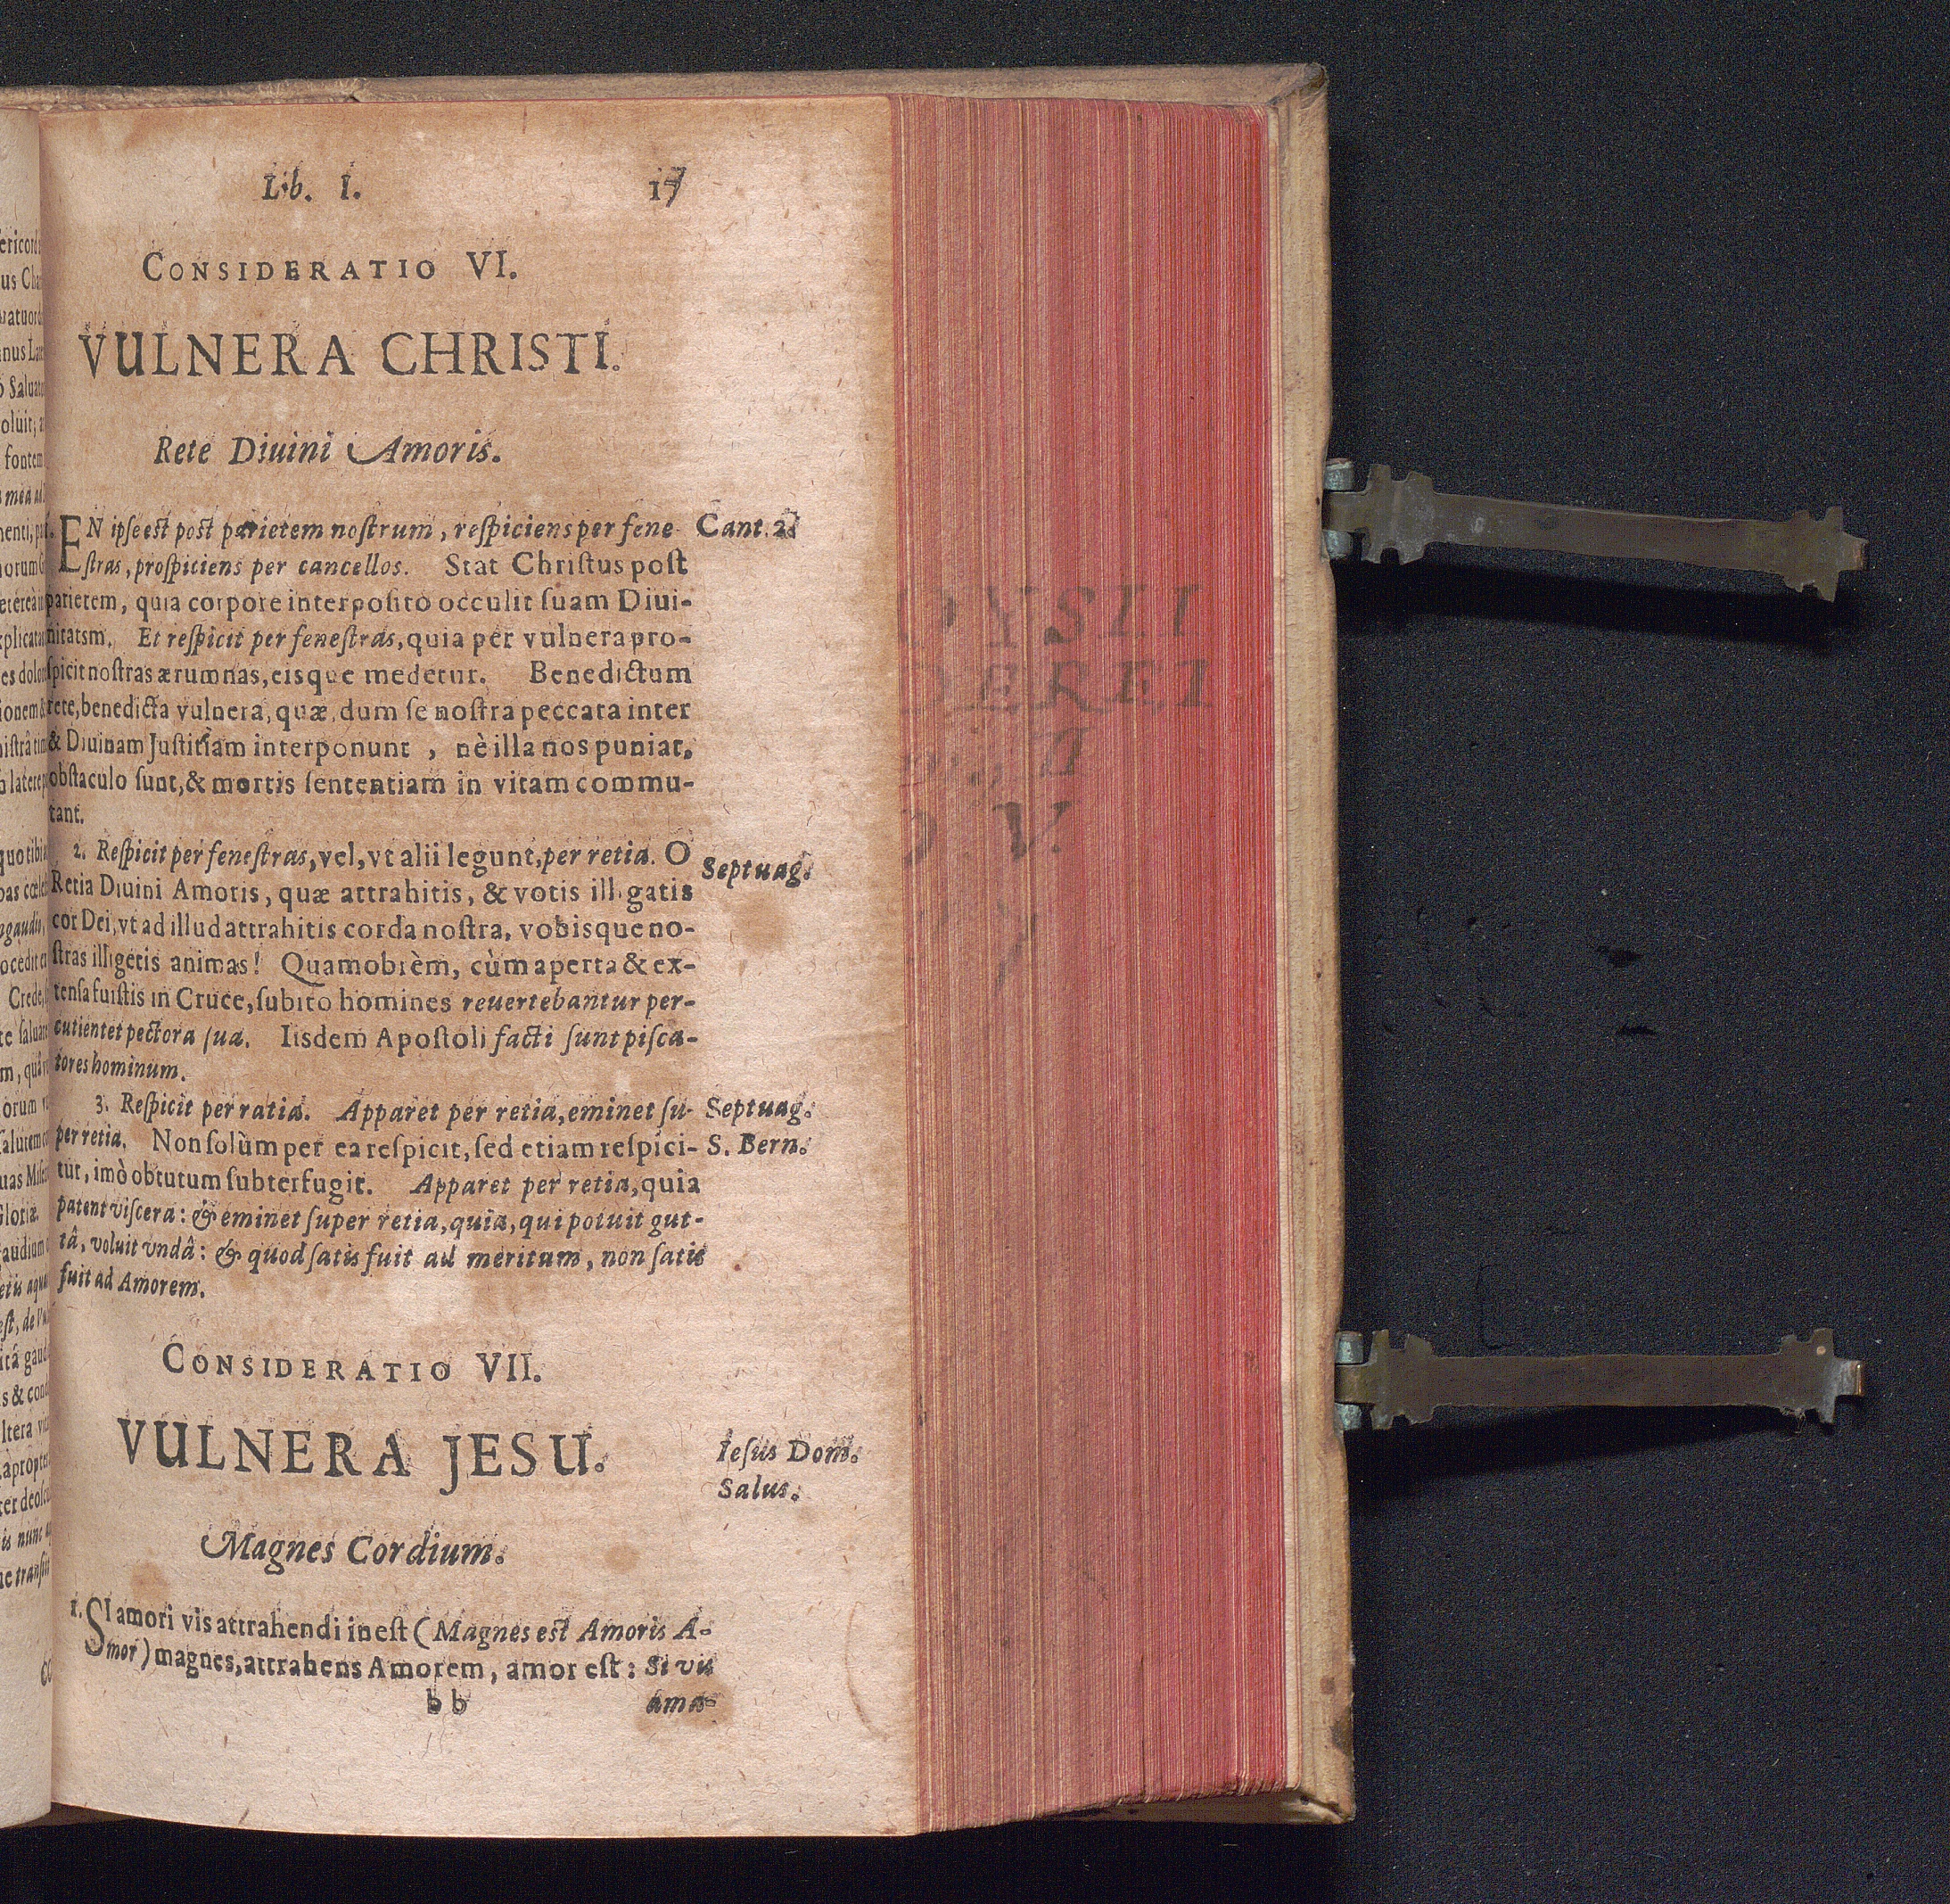 Lib. I. 17
CONSIDERATIO VI.
VULNERA CHRISTI.
Rete Diuini Amoris.
EN ipse est post parietem nostrum, respiciens per fene- Cant. 2.
stras, prospiciens per cancellos. Stat Christus post
parietem, quia corpore interposito occulit suam Diui-
nitatsm. Et respicit per fenestras, quia per vulnera pro-
spicit nostras ærumnas, eisque medetur. Benedictum
rete, benedicta vulnera, quæ, dum se nostra peccata inter
& Diuinam Justitiam interponunt, nè illa nos puniat,
obstaculo sunt, & mortis sententiam in vitam commu-
tant.
2. Respicit per fenestras, vel, vt alii legunt, per retia. O Septuag.
Retia Diuini Amoris, quæ attrahitis, & votis illigatis
cor Dei, vt ad illud attrahitis corda nostra, vobisque no-
stras illigetis animas! Quamobrèm, cùm aperta & ex-
tensa fuistis in Cruce, subito homines reuertebantur per-
cutientet pectora sua. Iisdem Apostoli facti sunt pisca-
tores hominum.
3. Respicit per ratia. Apparet per retia, eminet su- Septuag.
per retia. Non solùm per ea respicit, sed etiam respici- S. Bern.
tur, imò obtutum subterfugit. Apparet per retia, quia
patent viscera: & eminet super retia, quia, qui potuit gut-
tâ, voluit vndâ: & quod satis fuit ad meritum, non satis
fuit ad Amorem.
CONSIDERATIO VII.
VULNERA JESU. Iesus Dom.
Salus.
Magnes Cordium.
1. SI amori vis attrahendi inest (Magnes est Amoris A-
mor) magnes, attrahens Amorem, amor est: Si vis
bb ama-